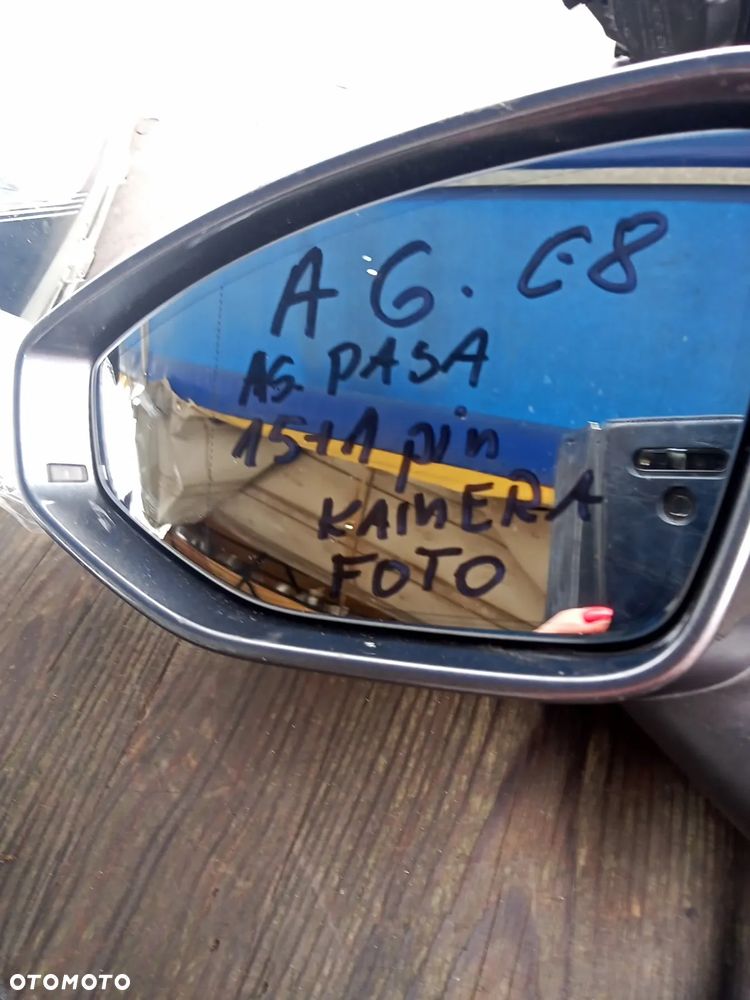 A6. C8
AS. PASA
15+1 pin
KAMERA
FOTO
OTOMOTO